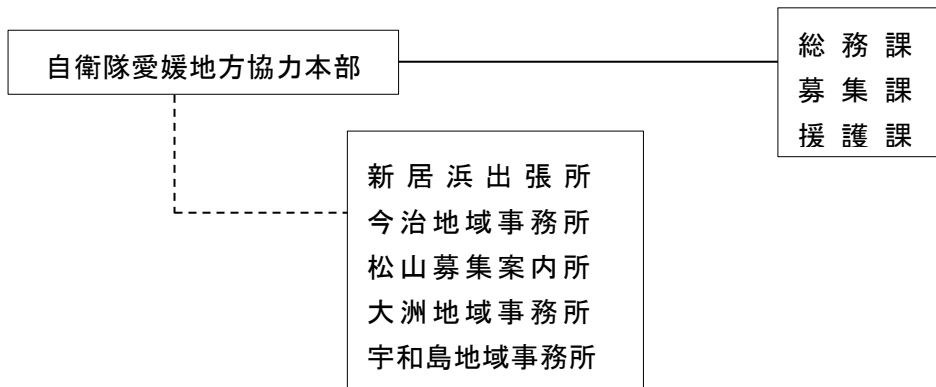 自衛隊愛媛地方協力本部
総務課
募集課
援護課
新居浜出張所
今治地域事務所
松山募集案内所
大洲地域事務所
宇和島地域事務所